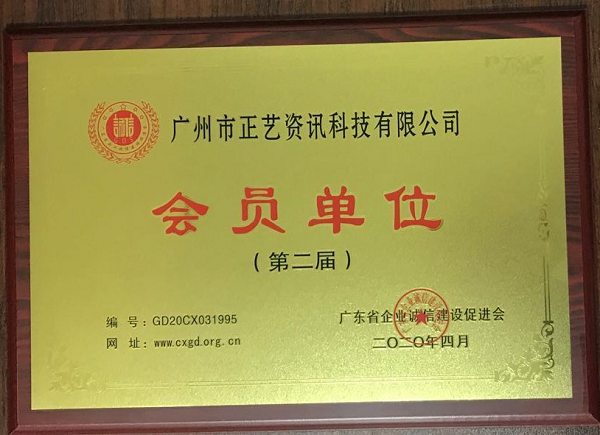 誠信
广州市正艺资讯科技有限公司
会员单位
（第二届）
编 号：GD20CX031995
网 址：www.cxgd.org.cn
广东省企业诚信建设促进会
二〇二〇年四月